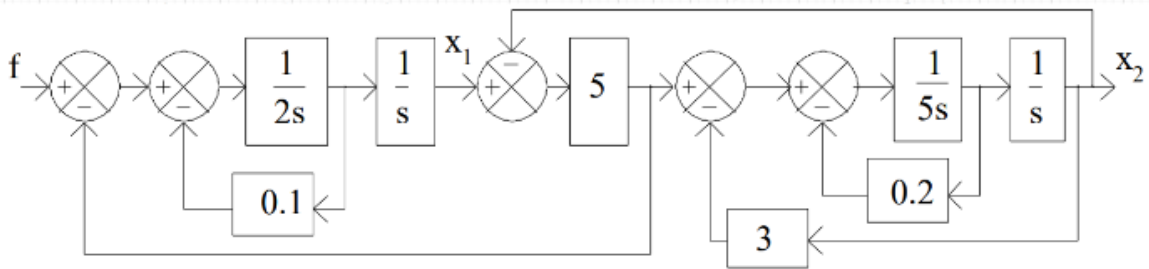 f + − + − 1 2s 1 s x1 + − 5 + − + − 1 5s 1 s x2
0.1 0.2
3